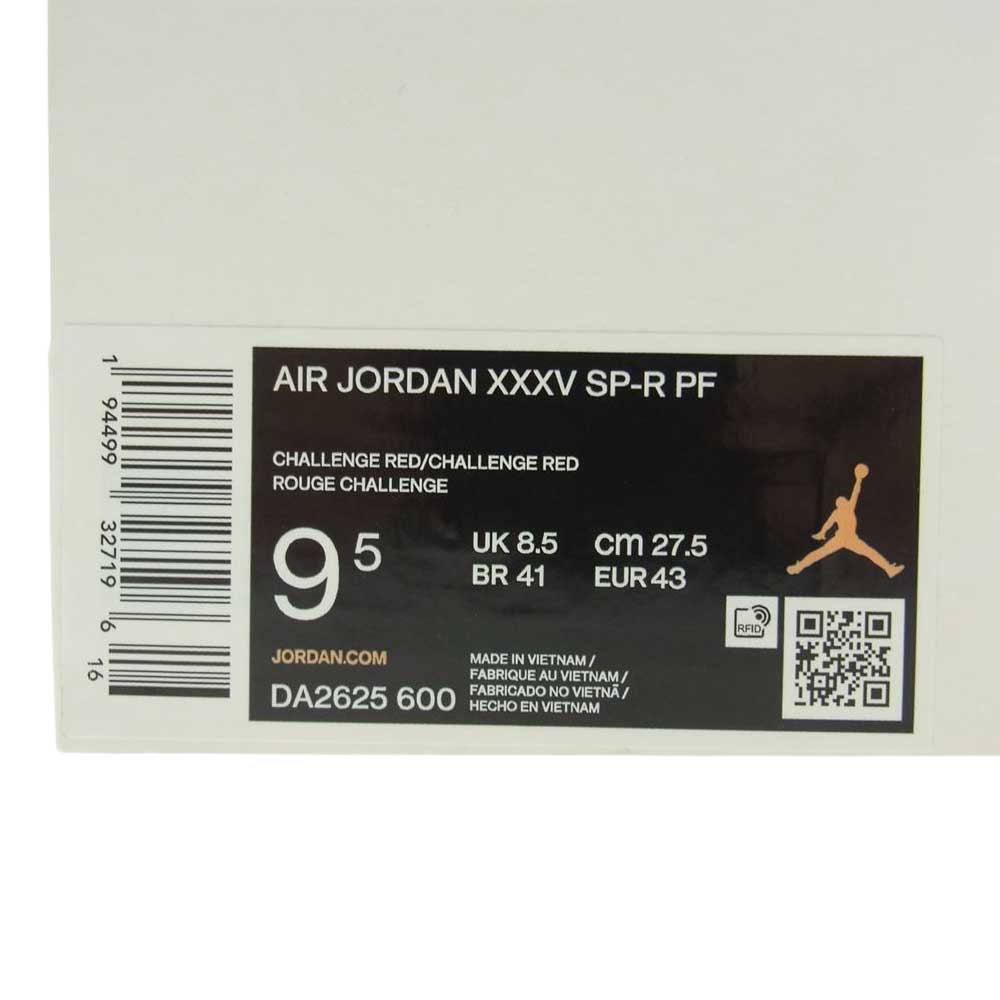 AIR JORDAN XXXV SP-R PF
CHALLENGE RED/CHALLENGE RED
ROUGE CHALLENGE
9 5
UK 8.5 cm 27.5
BR 41 EUR 43
RFID
JORDAN.COM
DA2625 600
MADE IN VIETNAM /
FABRIQUE AU VIETNAM /
FABRICADO NO VIETNÃ /
HECHO EN VIETNAM
1 94499 32719 6 16